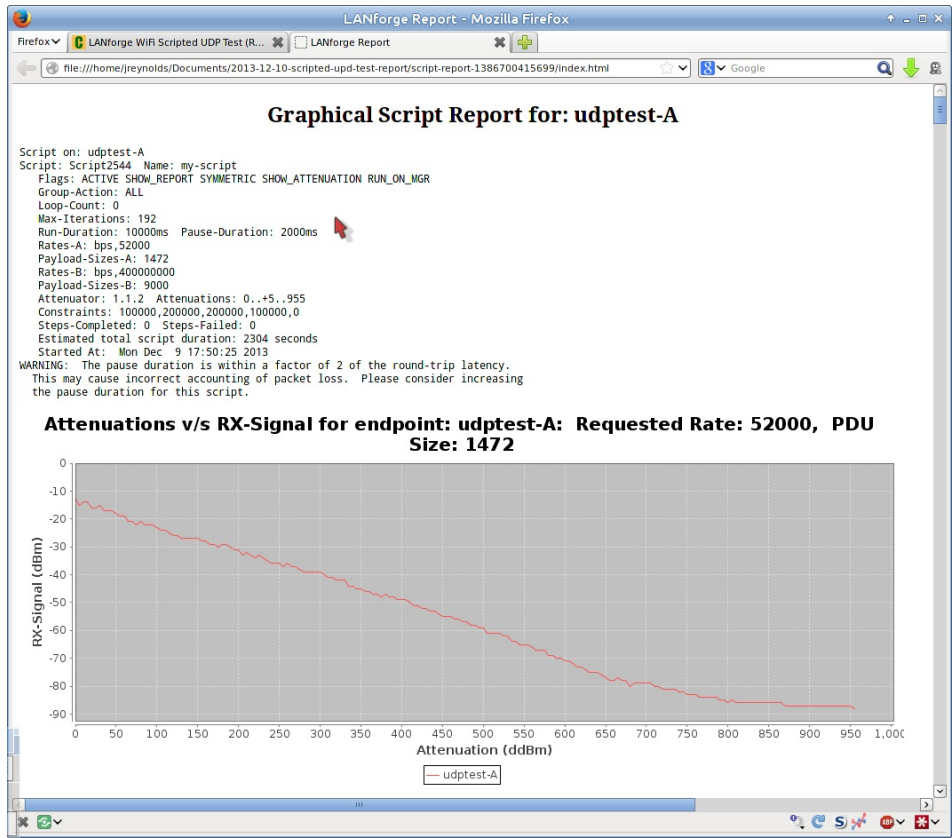 LANforge Report - Mozilla Firefox
Firefox
LANforge WiFi Scripted UDP Test (R...
LANforge Report
file:///home/jreynolds/Documents/2013-12-10-scripted-upd-test-report/script-report-1386700415699/index.html
Google
Graphical Script Report for: udptest-A
Script on: udptest-A
Script: Script2544  Name: my-script
Flags: ACTIVE SHOW_REPORT SYMMETRIC SHOW_ATTENUATION RUN_ON_MGR
Group-Action: ALL
Loop-Count: 0
Max-Iterations: 192
Run-Duration: 10000ms  Pause-Duration: 2000ms
Rates-A: bps,52000
Payload-Sizes-A: 1472
Rates-B: bps,400000000
Payload-Sizes-B: 9000
Attenuator: 1.1.2  Attenuations: 0..+5..955
Constraints: 100000,200000,200000,100000,0
Steps-Completed: 0  Steps-Failed: 0
Estimated total script duration: 2304 seconds
Started At:  Mon Dec  9 17:50:25 2013
WARNING:  The pause duration is within a factor of 2 of the round-trip latency.
This may cause incorrect accounting of packet loss.  Please consider increasing
the pause duration for this script.
Attenuations v/s RX-Signal for endpoint: udptest-A:  Requested Rate: 52000,  PDU
Size: 1472
RX-Signal (dBm)
0
-10
-20
-30
-40
-50
-60
-70
-80
-90
0 50 100 150 200 250 300 350 400 450 500 550 600 650 700 750 800 850 900 950 1,000
Attenuation (ddBm)
udptest-A
ABP